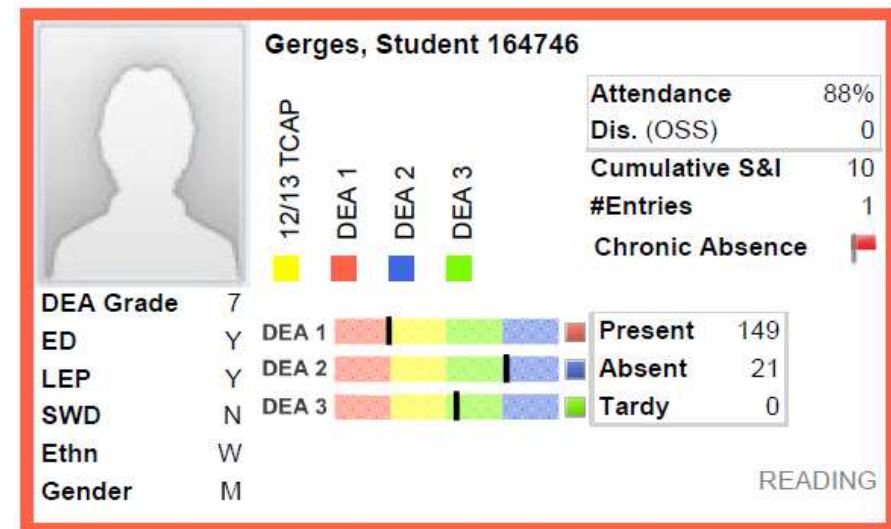 Gerges, Student 164746
12/13 TCAP
DEA 1
DEA 2
DEA 3
Attendance 88%
Dis. (OSS) 0
Cumulative S&I 10
#Entries 1
Chronic Absence
DEA Grade 7
ED Y
LEP Y
SWD N
Ethn W
Gender M
DEA 1
DEA 2
DEA 3
Present 149
Absent 21
Tardy 0
READING